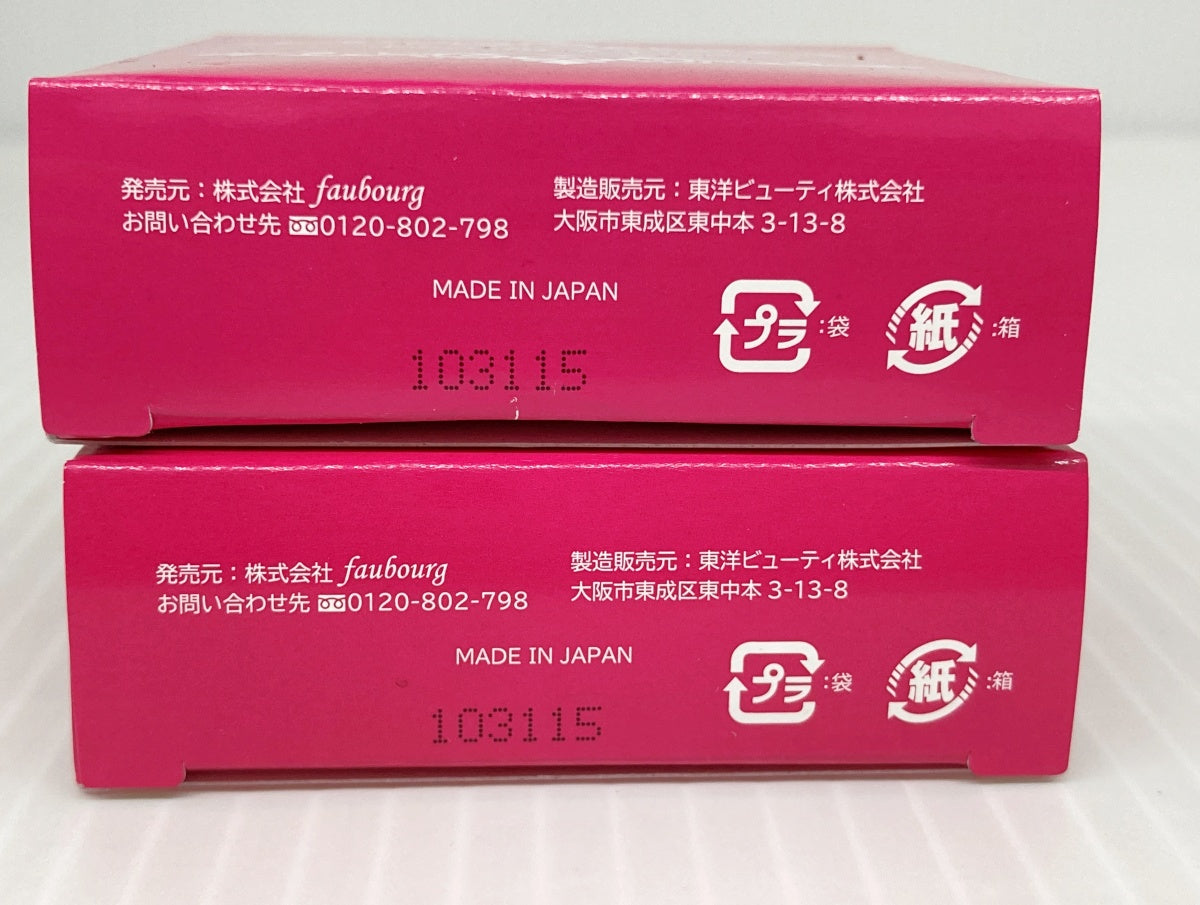 発売元：株式会社 faubourg
お問い合わせ先 0120-802-798
製造販売元：東洋ビューティ株式会社
大阪市東成区東中本 3-13-8
MADE IN JAPAN
プラ :袋
紙 :箱
103115
発売元：株式会社 faubourg
お問い合わせ先 0120-802-798
製造販売元：東洋ビューティ株式会社
大阪市東成区東中本 3-13-8
MADE IN JAPAN
プラ :袋
紙 :箱
103115